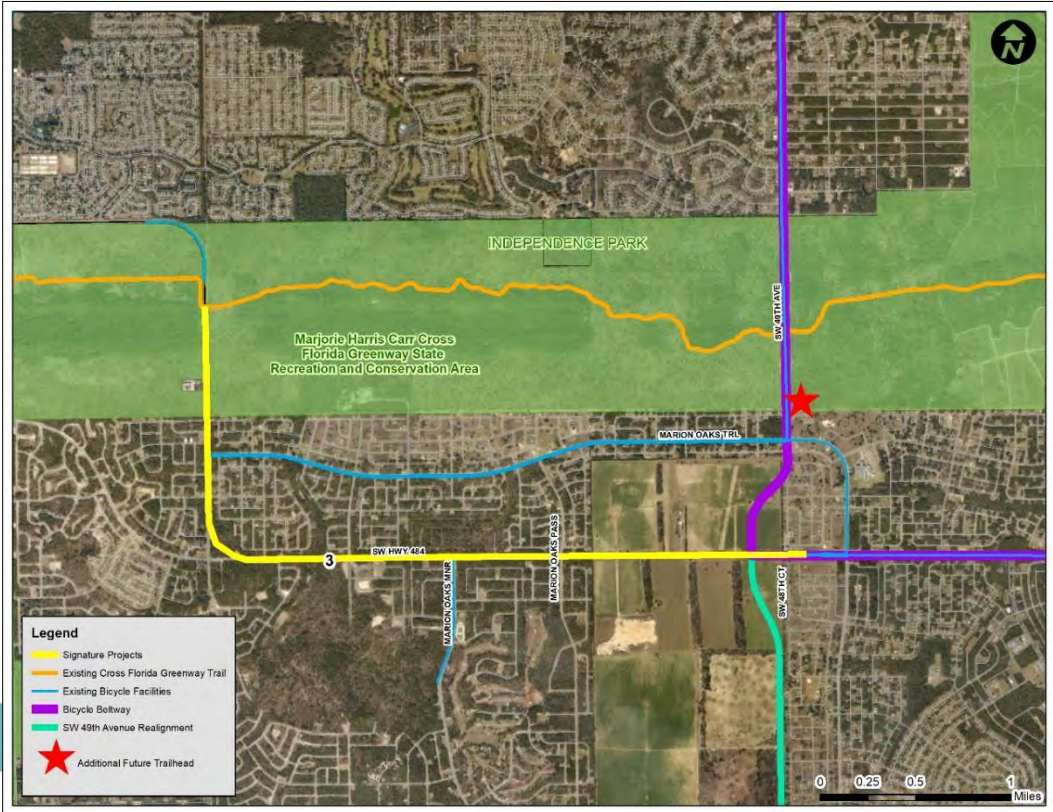 N
INDEPENDENCE PARK
SW 49TH AVE
Marjorie Harris Carr Cross
Florida Greenway State
Recreation and Conservation Area
MARION OAKS TRL
SW HWY 484
3
MARION OAKS MNR
MARION OAKS PASS
SW 48TH CT
Legend
Signature Projects
Existing Cross Florida Greenway Trail
Existing Bicycle Facilities
Bicycle Beltway
SW 49th Avenue Realignment
Additional Future Trailhead
0 0.25 0.5 1
Miles